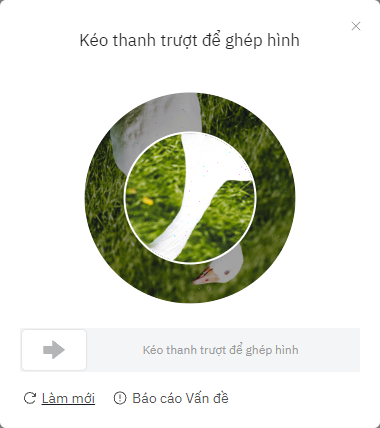 Kéo thanh trượt để ghép hình
Kéo thanh trượt để ghép hình
Làm mới
Báo cáo Vấn đề